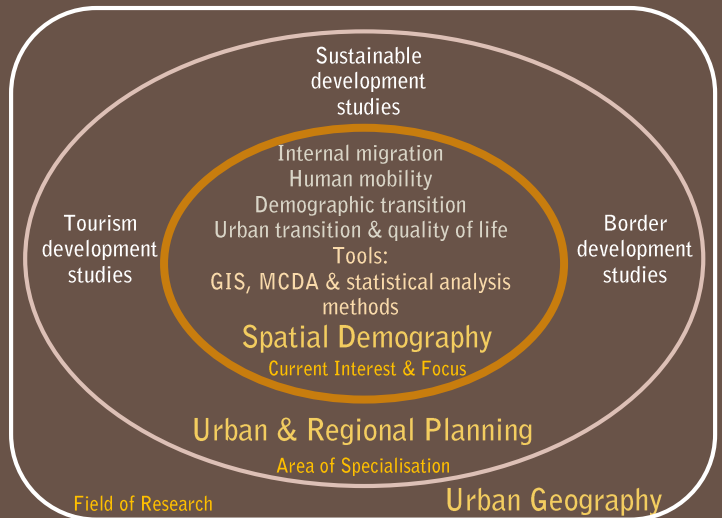 Sustainable
development
studies
Internal migration
Human mobility
Demographic transition
Urban transition & quality of life
Tools:
GIS, MCDA & statistical analysis
methods
Spatial Demography
Current Interest & Focus
Tourism
development
studies
Border
development
studies
Urban & Regional Planning
Area of Specialisation
Field of Research
Urban Geography